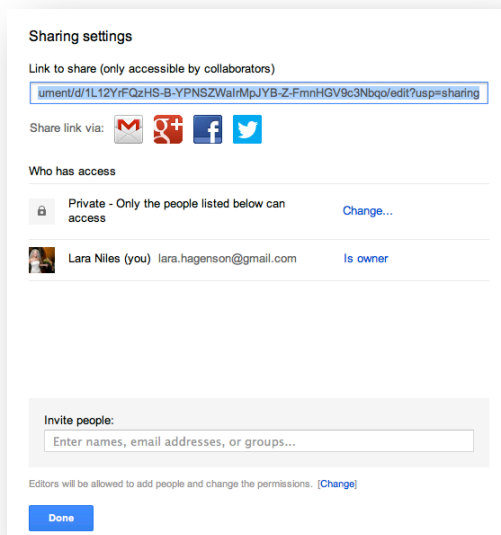 Sharing settings
Link to share (only accessible by collaborators)
ument/d/1L12YrFQzHS-B-YPNSZWaIrMpJYB-Z-FmnHGV9c3Nbqo/edit?usp=sharing
Share link via: M g+ f
Who has access
Private - Only the people listed below can access Change...
Lara Niles (you) lara.hagenson@gmail.com Is owner
Invite people:
Enter names, email addresses, or groups...
Editors will be allowed to add people and change the permissions. [Change]
Done